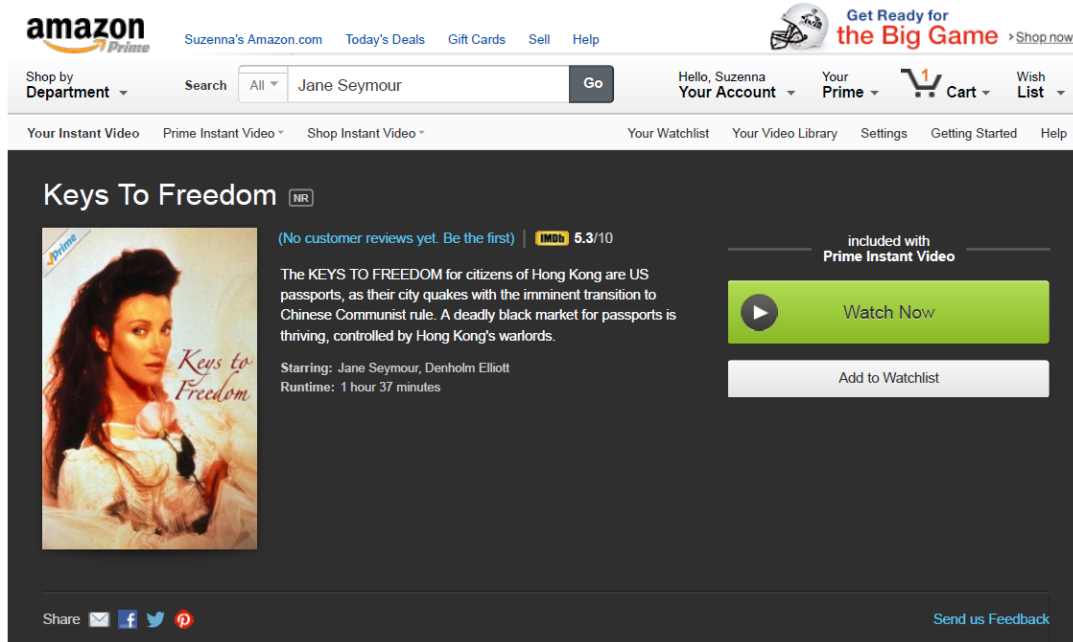 amazon
Prime
Suzenna's Amazon.com Today's Deals Gift Cards Sell Help
Get Ready for
the Big Game › Shop now
Shop by
Department
Search All Jane Seymour Go
Hello, Suzenna
Your Account
Your
Prime
1
Cart
Wish
List
Your Instant Video Prime Instant Video Shop Instant Video Your Watchlist Your Video Library Settings Getting Started Help
Keys To Freedom NR
Prime
Keys to
Freedom
(No customer reviews yet. Be the first) | IMDb 5.3/10
The KEYS TO FREEDOM for citizens of Hong Kong are US
passports, as their city quakes with the imminent transition to
Chinese Communist rule. A deadly black market for passports is
thriving, controlled by Hong Kong's warlords.
Starring: Jane Seymour, Denholm Elliott
Runtime: 1 hour 37 minutes
included with
Prime Instant Video
Watch Now
Add to Watchlist
Share
Send us Feedback